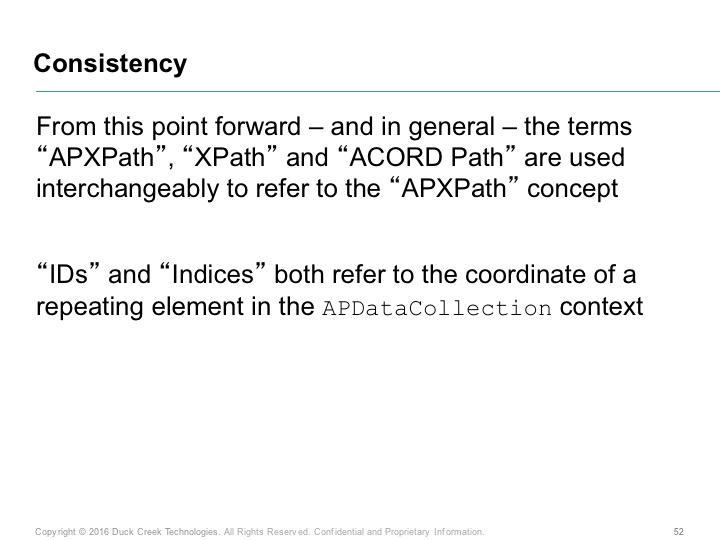 Consistency
From this point forward – and in general – the terms
“APXPath”, “XPath” and “ACORD Path” are used
interchangeably to refer to the “APXPath” concept
“IDs” and “Indices” both refer to the coordinate of a
repeating element in the APDataCollection context
Copyright © 2016 Duck Creek Technologies. All Rights Reserved. Confidential and Proprietary Information.
52